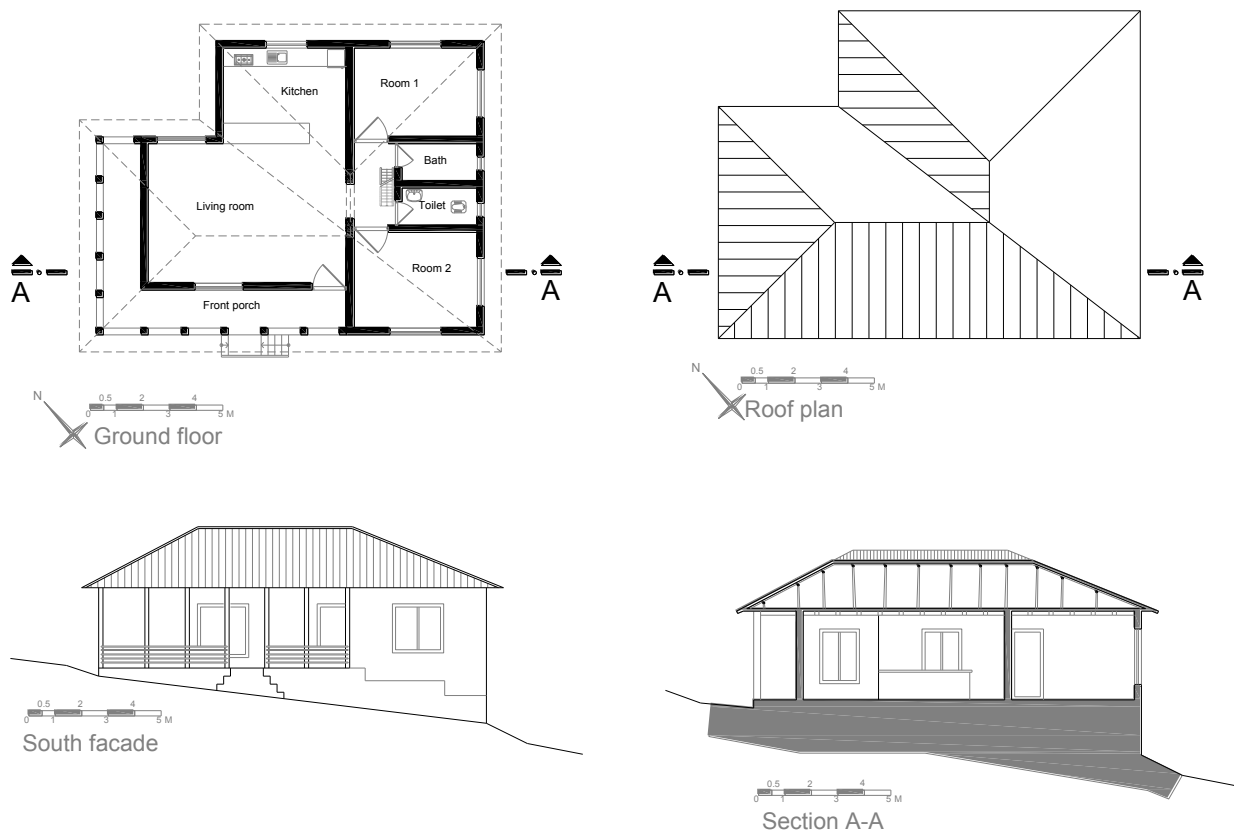 Kitchen
Room 1
Bath
Living room
Toilet
Room 2
A
A
Front porch
N
0.5 2 4
0 1 3 5 M
Ground floor
A
A
N
0.5 2 4
0 1 3 5 M
Roof plan
0.5 2 4
0 1 3 5 M
South facade
0.5 2 4
0 1 3 5 M
Section A-A